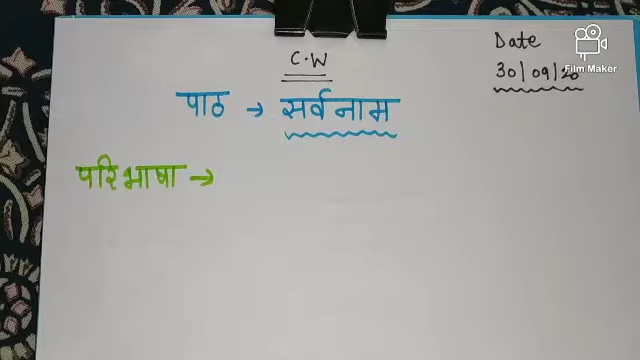 C.W
Date
30/09/20
Film Maker
पाठ → सर्वनाम
परिभाषा →